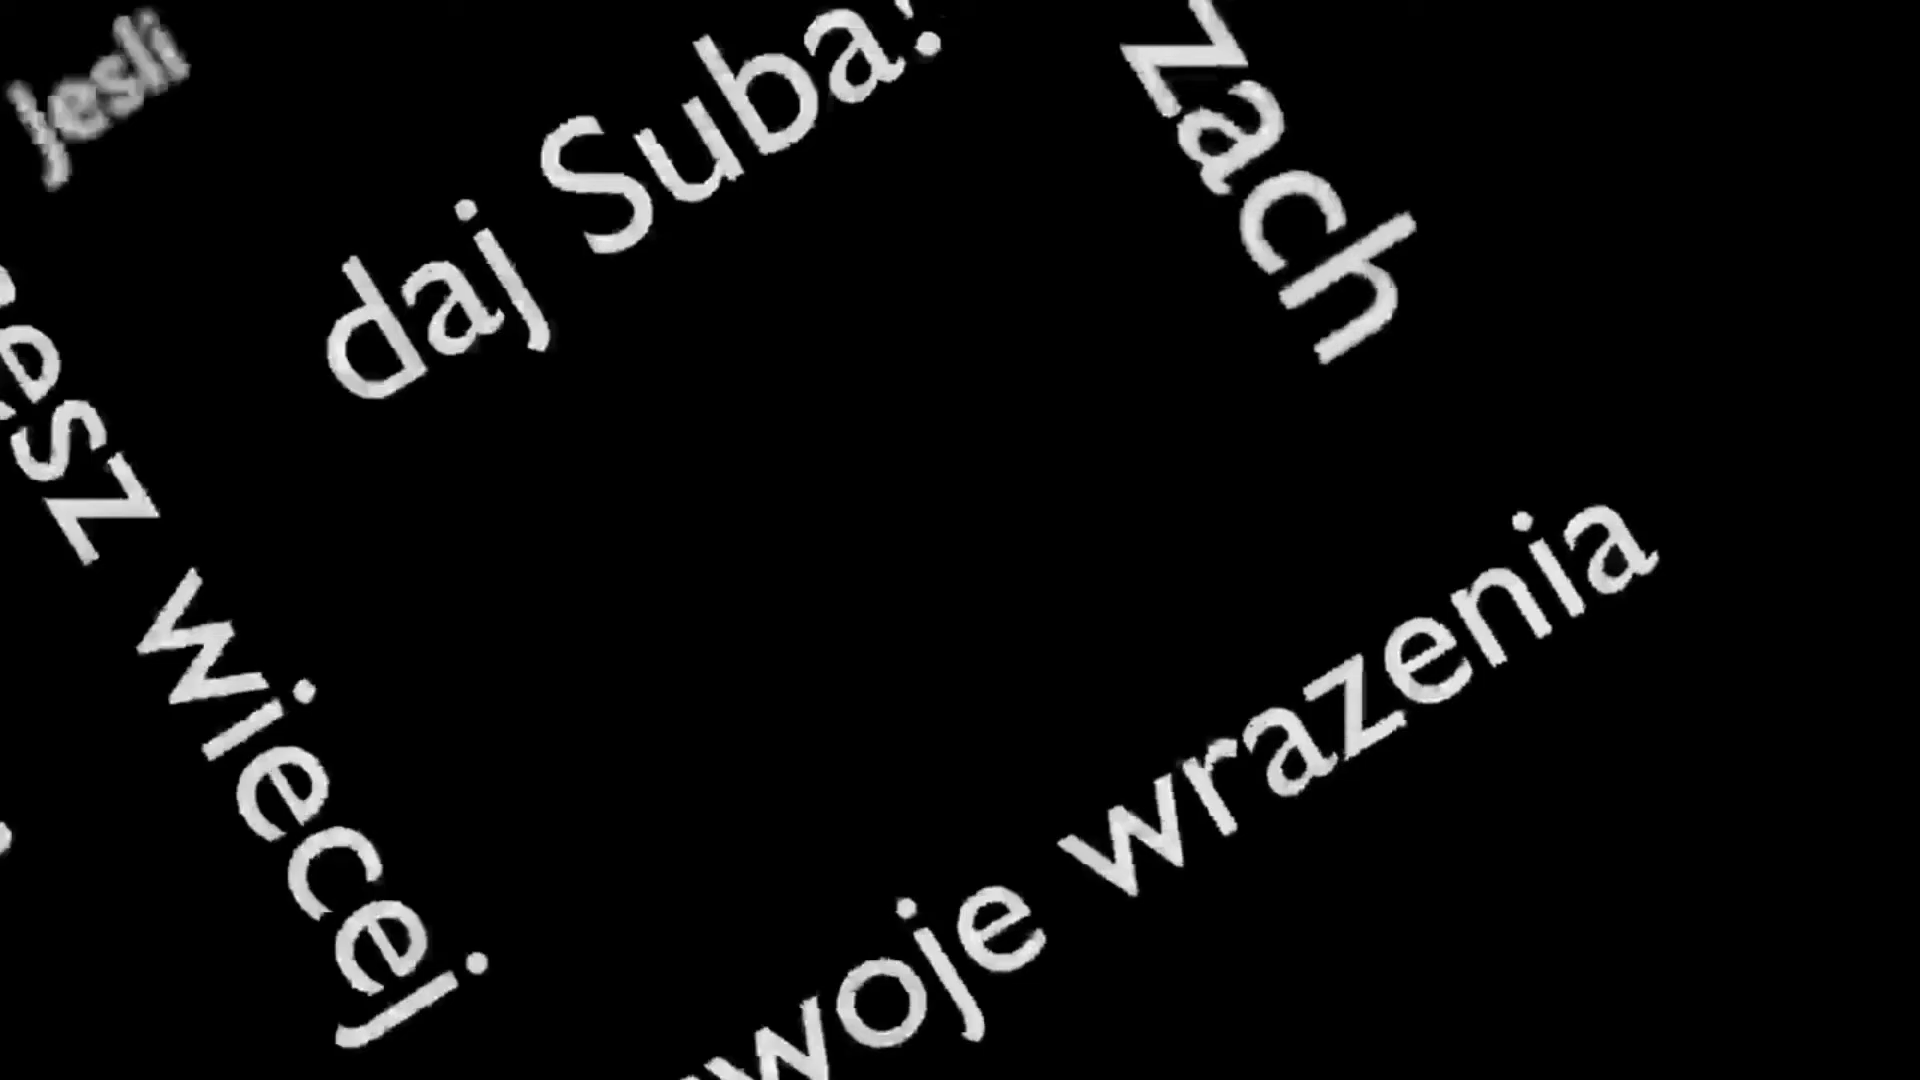 Jesli
daj Suba!
zach
esz wiecej
woje wrazenia